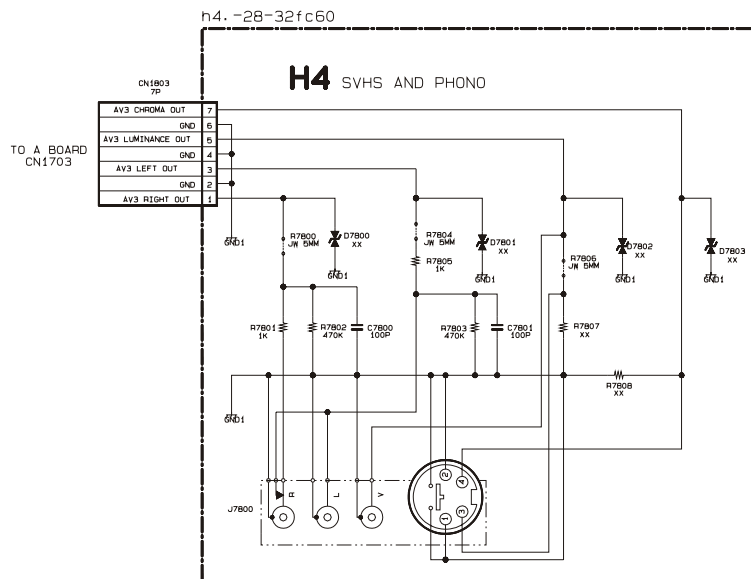 h4.-28-32fc60
H4 SVHS AND PHONO
CN1803
7P
AV3 CHROMA OUT 7
GND 6
AV3 LUMINANCE OUT 5
GND 4
AV3 LEFT OUT 3
GND 2
AV3 RIGHT OUT 1
TO A BOARD
CN1703
GND1
R7800
JW 5MM
D7800
XX
GND1
R7804
JW 5MM
R7805
1K
D7801
XX
GND1
R7806
JW 5MM
D7802
XX
GND1
D7803
XX
GND1
R7801
1K
R7802
470K
C7800
100P
R7803
470K
C7801
100P
R7807
XX
R7808
XX
GND1
J7800
R
L
V
2
4
1
3